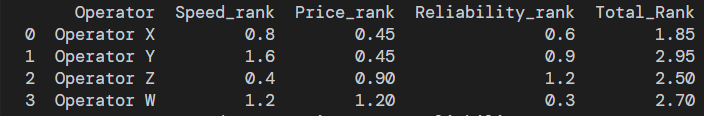 Operator Speed_rank Price_rank Reliability_rank Total_Rank
0 Operator X 0.8 0.45 0.6 1.85
1 Operator Y 1.6 0.45 0.9 2.95
2 Operator Z 0.4 0.90 1.2 2.50
3 Operator W 1.2 1.20 0.3 2.70